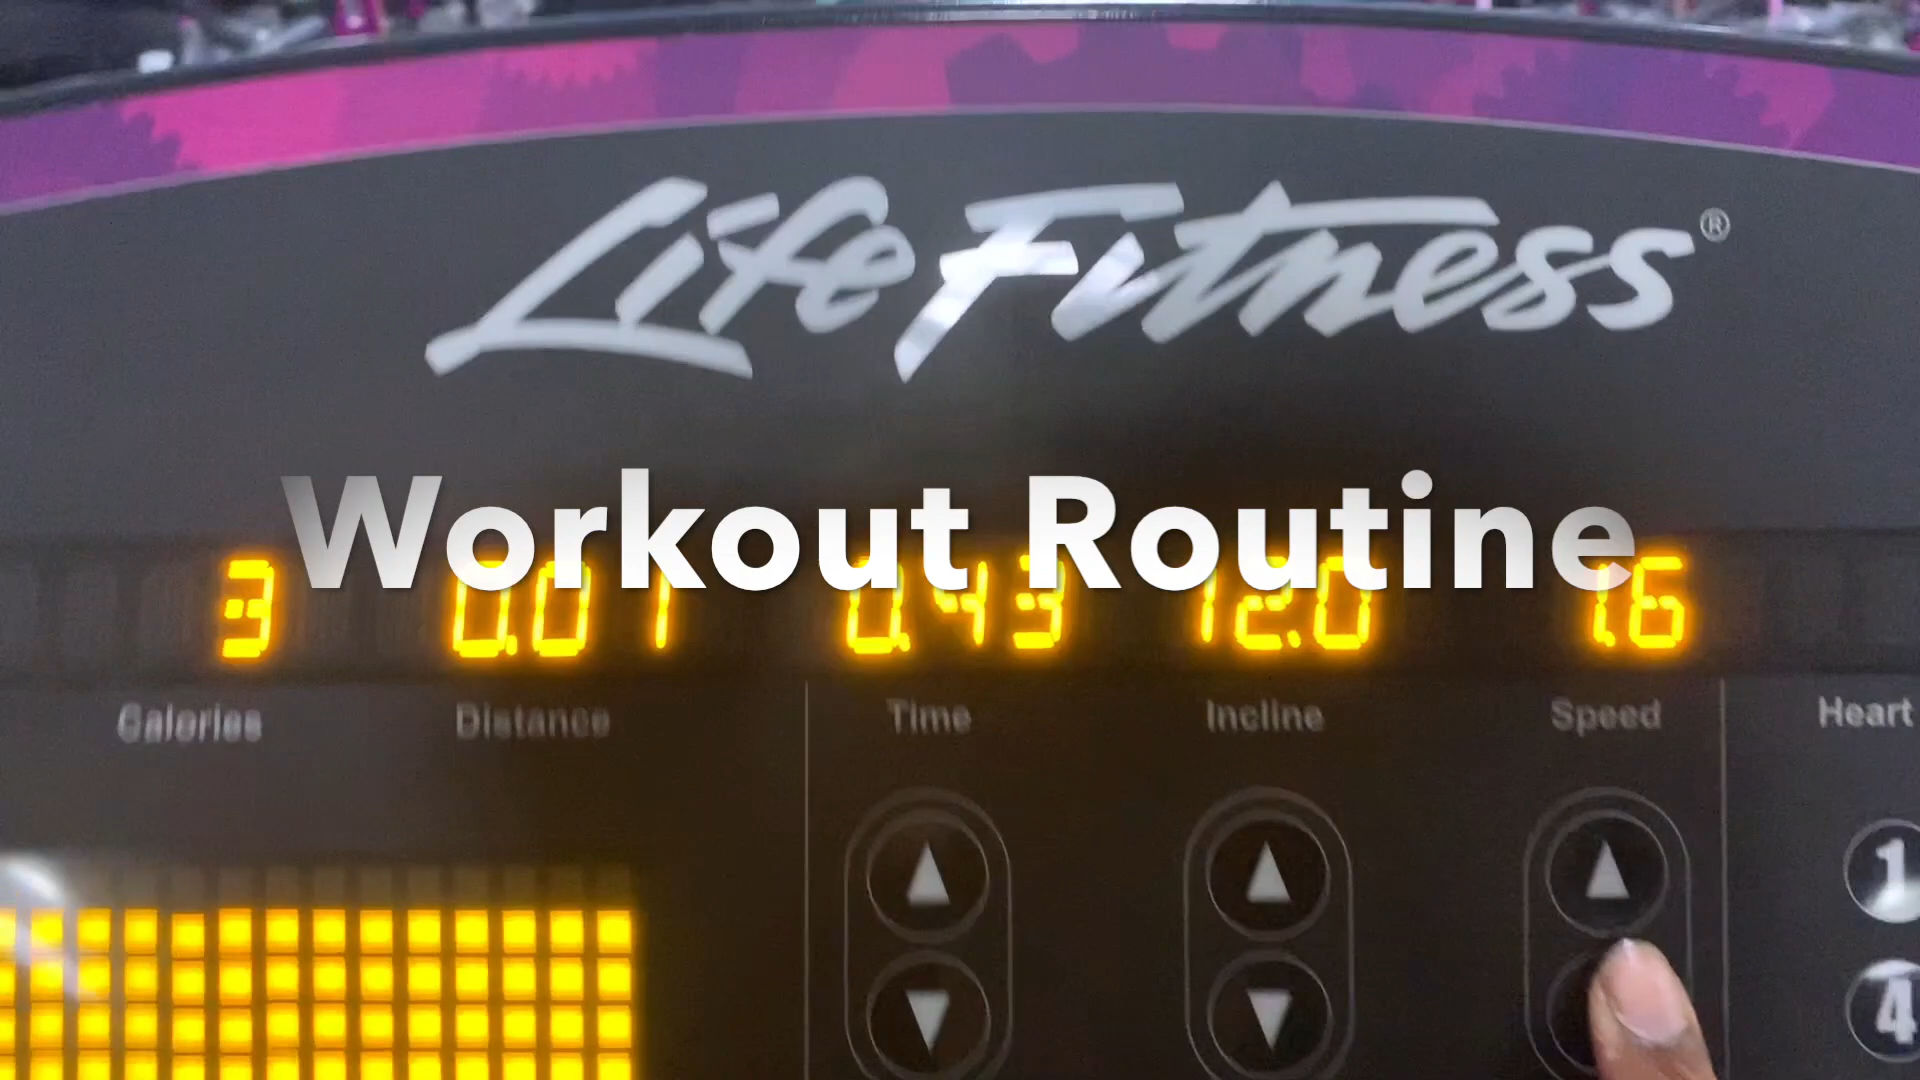 Life Fitness®
Workout Routine
3 0.01 0.43 12.0 1.6
Calories Distance Time Incline Speed Heart
1
4